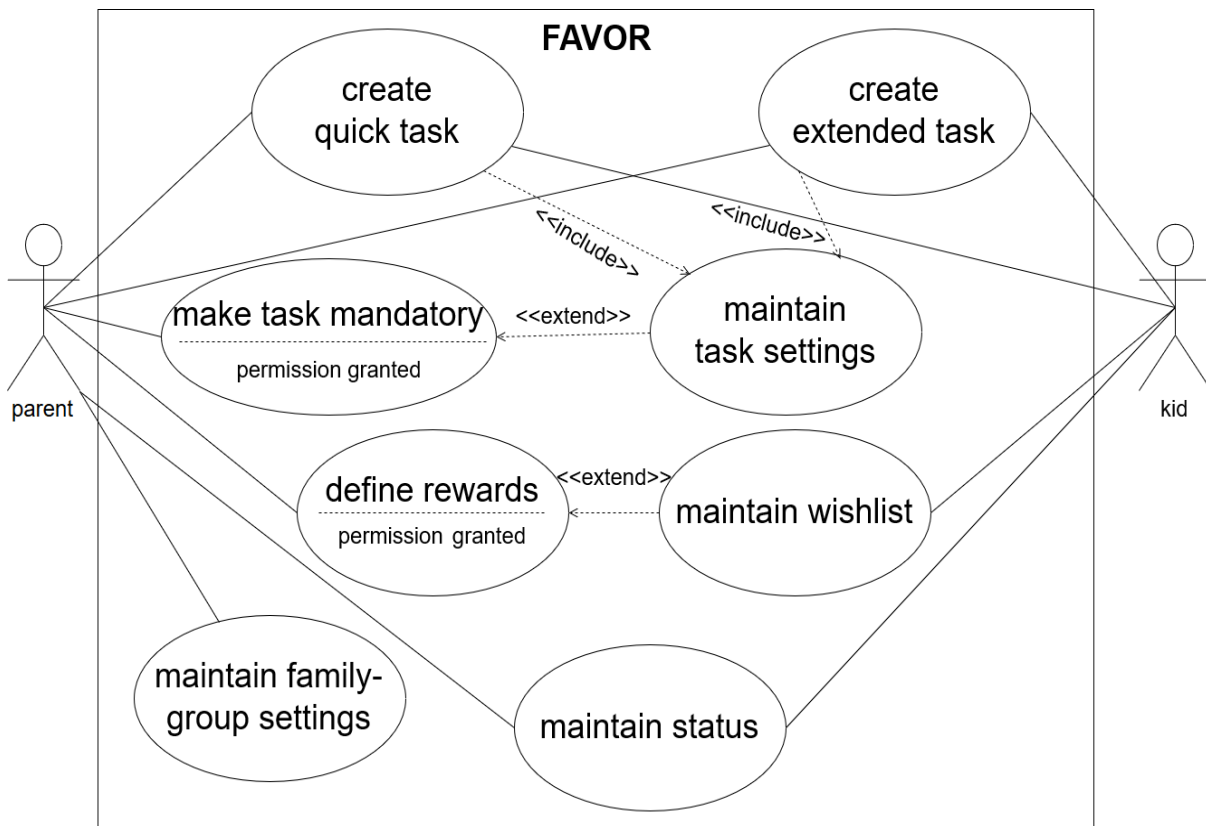 FAVOR
create
quick task
create
extended task
<<include>>
<<include>>
make task mandatory
permission granted
<<extend>>
maintain
task settings
parent
kid
define rewards
permission granted
<<extend>>
maintain wishlist
maintain family-
group settings
maintain status